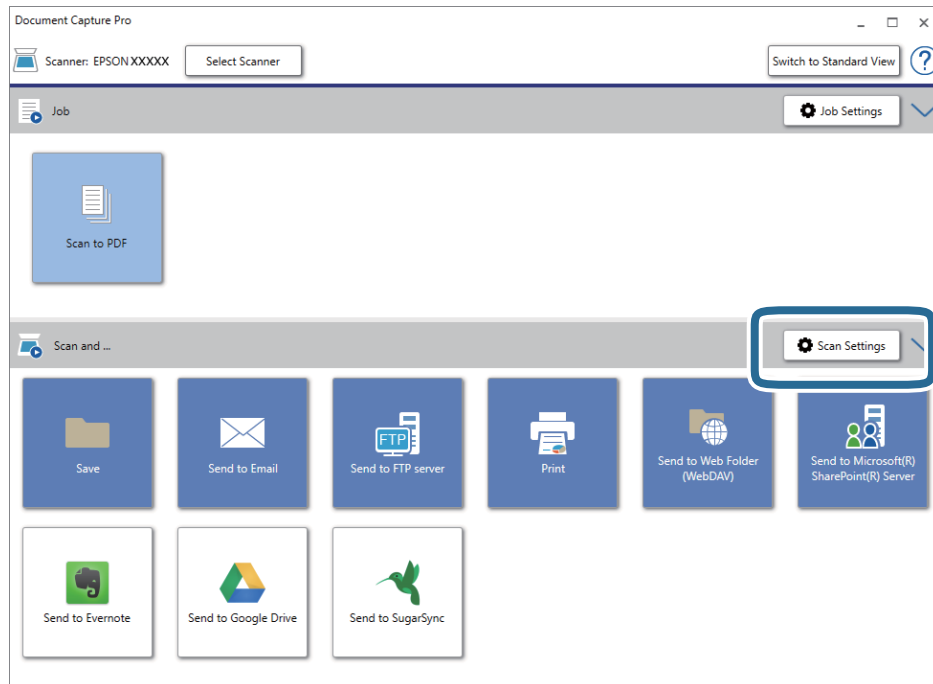 Document Capture Pro
Scanner: EPSON XXXXX
Select Scanner
Switch to Standard View
?
Job
Job Settings
Scan to PDF
Scan and ...
Scan Settings
Save
Send to Email
FTP
Send to FTP server
Print
Send to Web Folder
(WebDAV)
Send to Microsoft(R)
SharePoint(R) Server
Send to Evernote
Send to Google Drive
Send to SugarSync